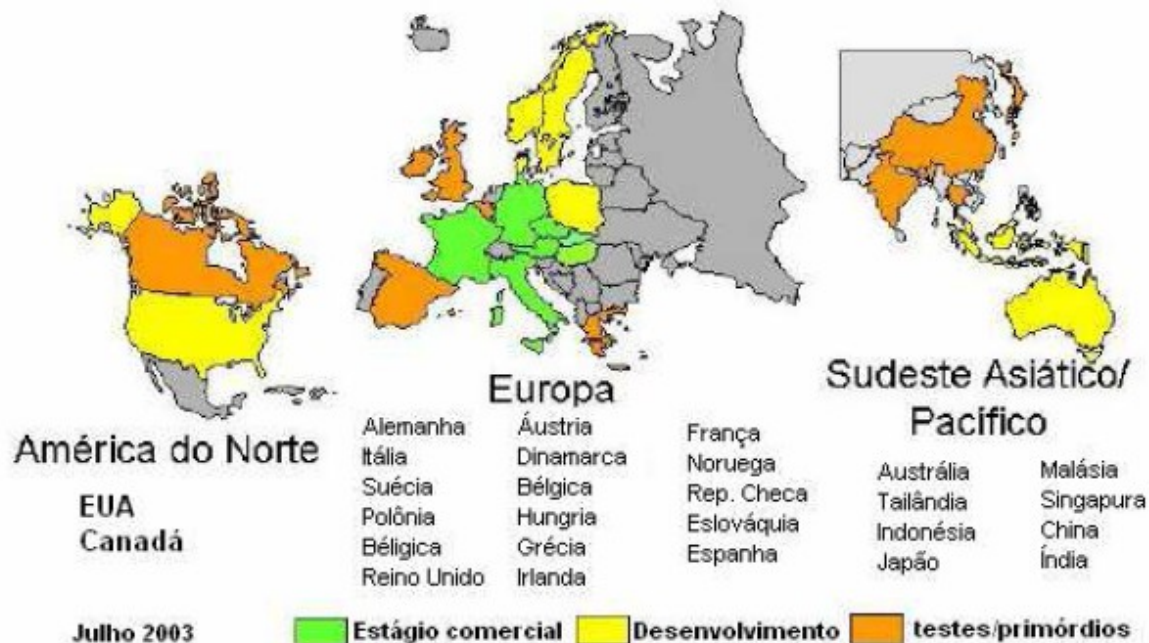 América do Norte
EUA
Canadá
Europa
Alemanha
Itália
Suécia
Polônia
Béligica
Reino Unido
Áustria
Dinamarca
Bélgica
Hungria
Grécia
Irlanda
França
Noruega
Rep. Checa
Eslováquia
Espanha
Sudeste Asiático/
Pacífico
Austrália
Tailândia
Indonésia
Japão
Malásia
Singapura
China
Índia
Julho 2003
Estágio comercial
Desenvolvimento
testes/primórdios